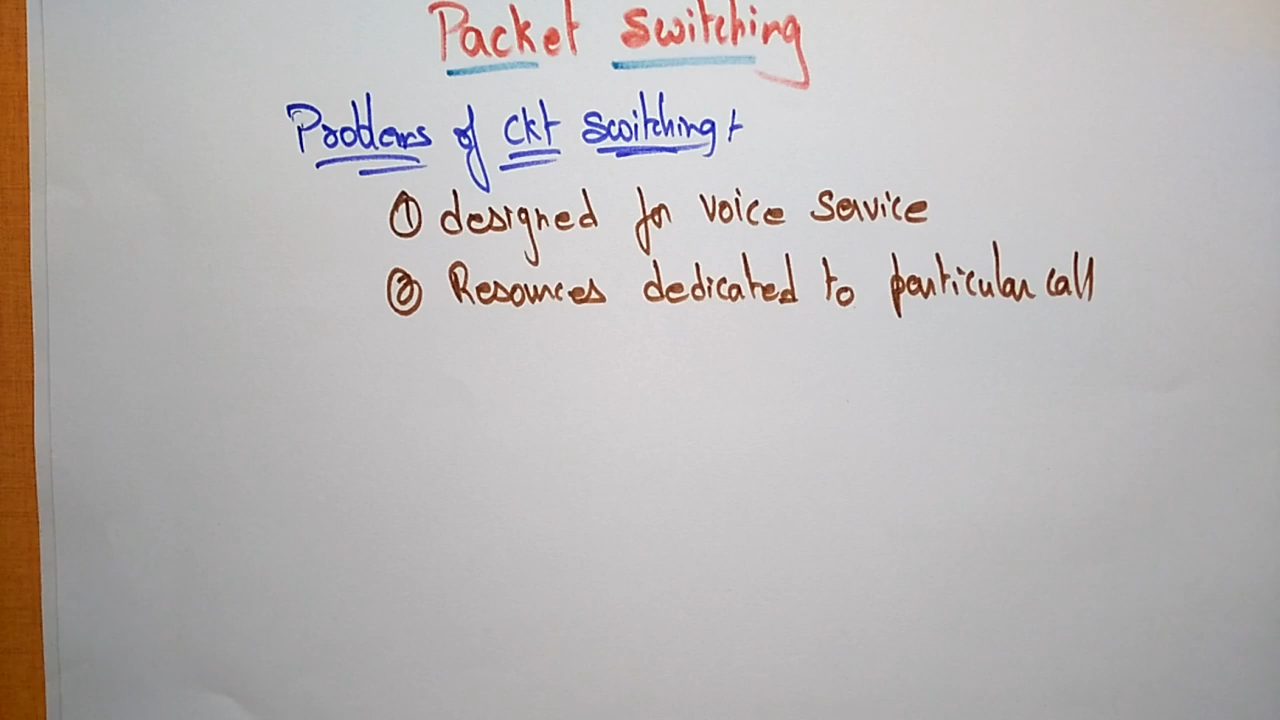 Packet switching
Problems of Ckt switching :
① designed for voice service
② Resources dedicated to particular call